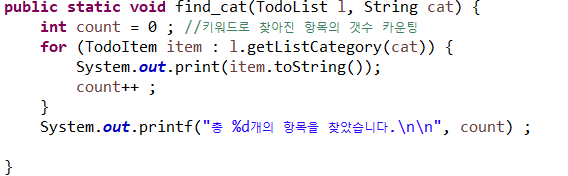 public static void find_cat(TodoList l, String cat) {
    int count = 0 ; //키워드로 찾아진 항목의 갯수 카운팅
    for (TodoItem item : l.getListCategory(cat)) {
        System.out.print(item.toString());
        count++ ;
    }
    System.out.printf("총 %d개의 항목을 찾았습니다.\n\n", count) ;

}